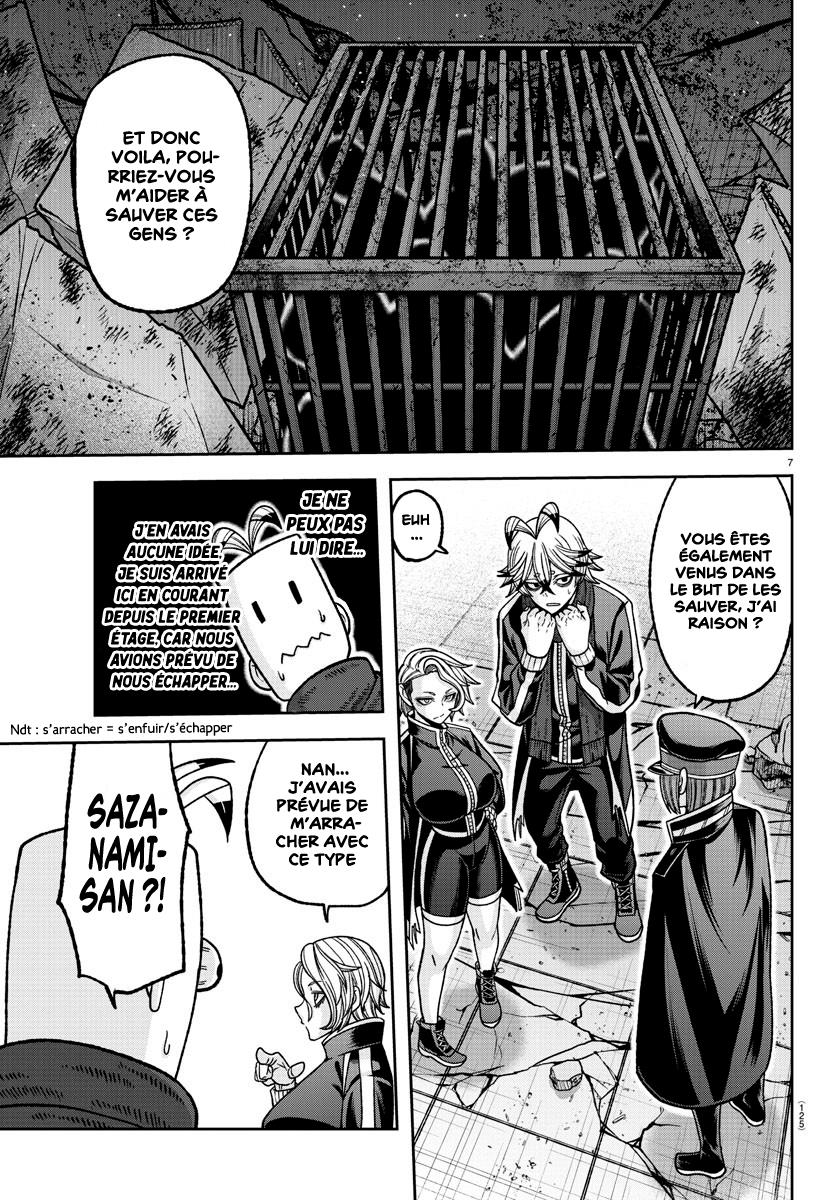 ET DONC
VOILA, POU-
RRIEZ-VOUS
M'AIDER À
SAUVER CES
GENS ?
7
VOUS ÊTES
ÉGALEMENT
VENUS DANS
LE BUT DE LES
SAUVER, J'AI
RAISON ?
EUH
...
JE NE
PEUX PAS
LUI DIRE...
J'EN AVAIS
AUCUNE IDÉE,
JE SUIS ARRIVÉ
ICI EN COURANT
DEPUIS LE PREMIER
ÉTAGE, CAR NOUS
AVIONS PRÉVU DE
NOUS ÉCHAPPER...
Ndt : s'arracher = s'enfuir/s'échapper
NAN...
J'AVAIS
PRÉVUE DE
M'ARRA-
CHER AVEC
CE TYPE
SAZA-
NAMI-
SAN ?!
(125)